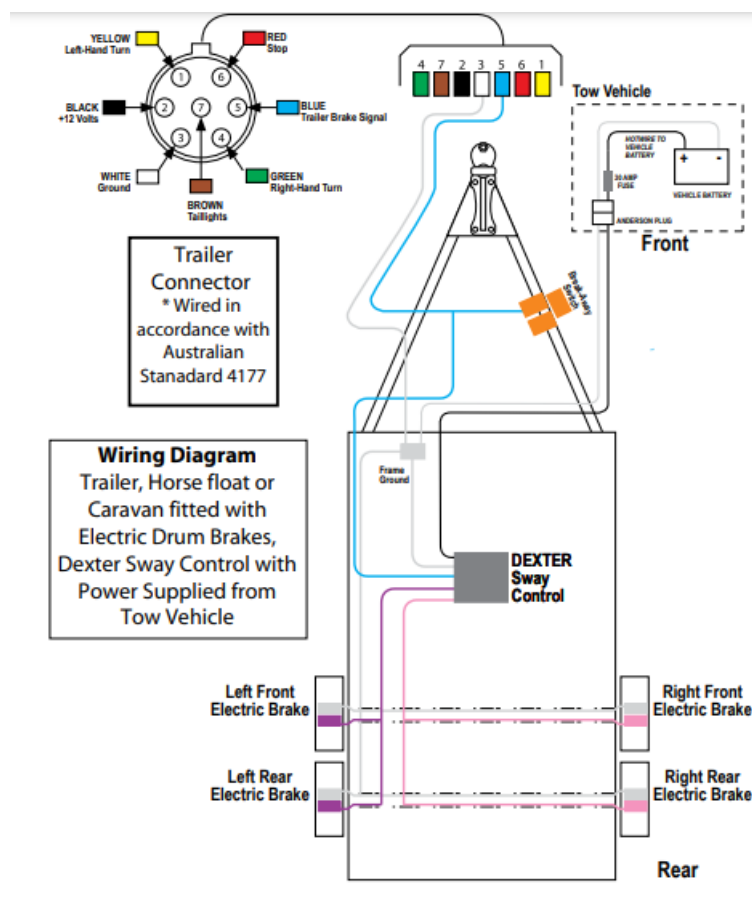 YELLOW
Left-Hand Turn
RED
Stop
1
6
BLACK
+12 Volts
2
7
5
BLUE
Trailer Brake Signal
3
4
WHITE
Ground
BROWN
Taillights
GREEN
Right-Hand Turn
4 7 2 3 5 6 1
Tow Vehicle
HOTWIRE TO
VEHICLE
BATTERY
+ -
30 AMP
FUSE
VEHICLE BATTERY
ANDERSON PLUG
Front
Trailer
Connector
* Wired in
accordance with
Australian
Stanadard 4177
Break-Away
Switch
Wiring Diagram
Trailer, Horse float or
Caravan fitted with
Electric Drum Brakes,
Dexter Sway Control with
Power Supplied from
Tow Vehicle
Frame
Ground
DEXTER
Sway
Control
Left Front
Electric Brake
Right Front
Electric Brake
Left Rear
Electric Brake
Right Rear
Electric Brake
Rear